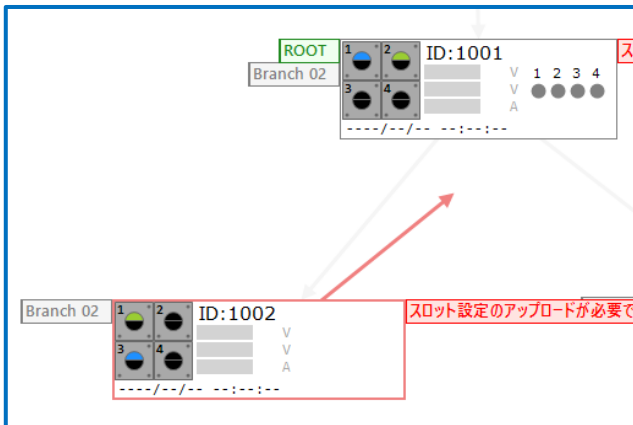 ROOT
Branch 02
1 2
3 4
ID:1001
V
V
A
1 2 3 4
----/--/-- --:--:--
ス
Branch 02
1 2
3 4
ID:1002
V
V
A
----/--/-- --:--:--
スロット設定のアップロードが必要で